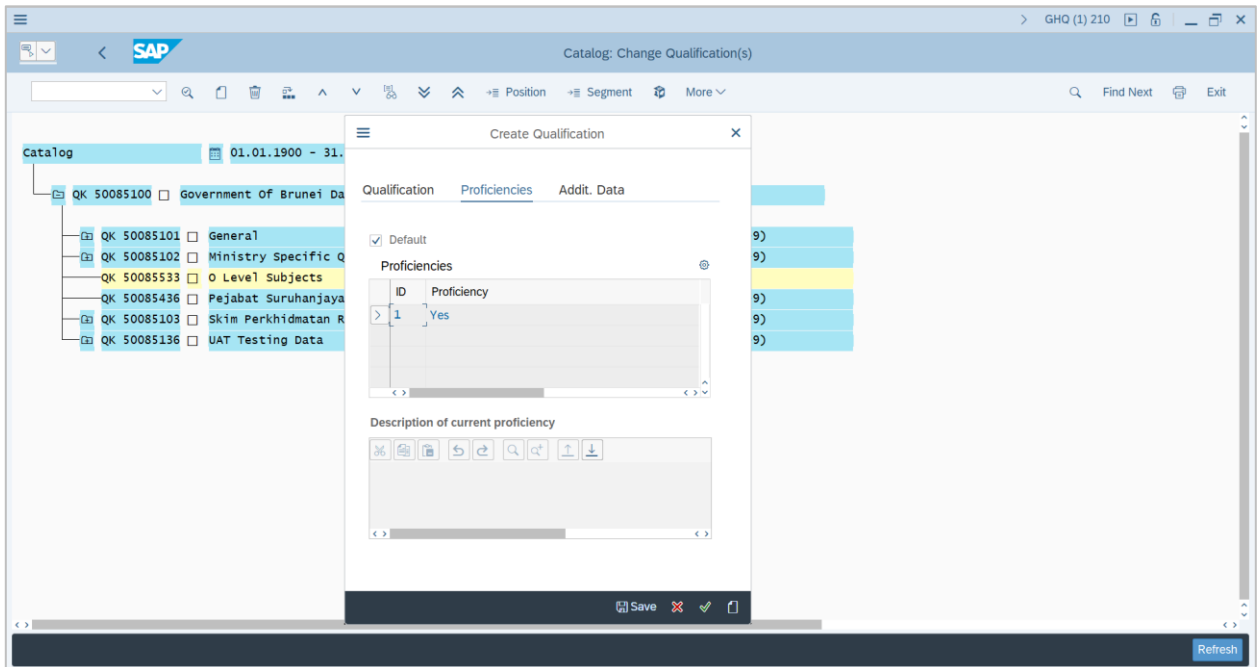 GHQ (1) 210
SAP
Catalog: Change Qualification(s)
Position Segment More Find Next Exit
Create Qualification
Catalog 01.01.1900 - 31.
QK 50085100 Government Of Brunei Da
Qualification Proficiencies Addit. Data
QK 50085101 General 9)
QK 50085102 Ministry Specific Q 9)
QK 50085533 O Level Subjects
QK 50085436 Pejabat Suruhanjaya 9)
QK 50085103 Skim Perkhidmatan R 9)
QK 50085136 UAT Testing Data 9)
Default
Proficiencies
ID Proficiency
1 Yes
Description of current proficiency
Save
Refresh